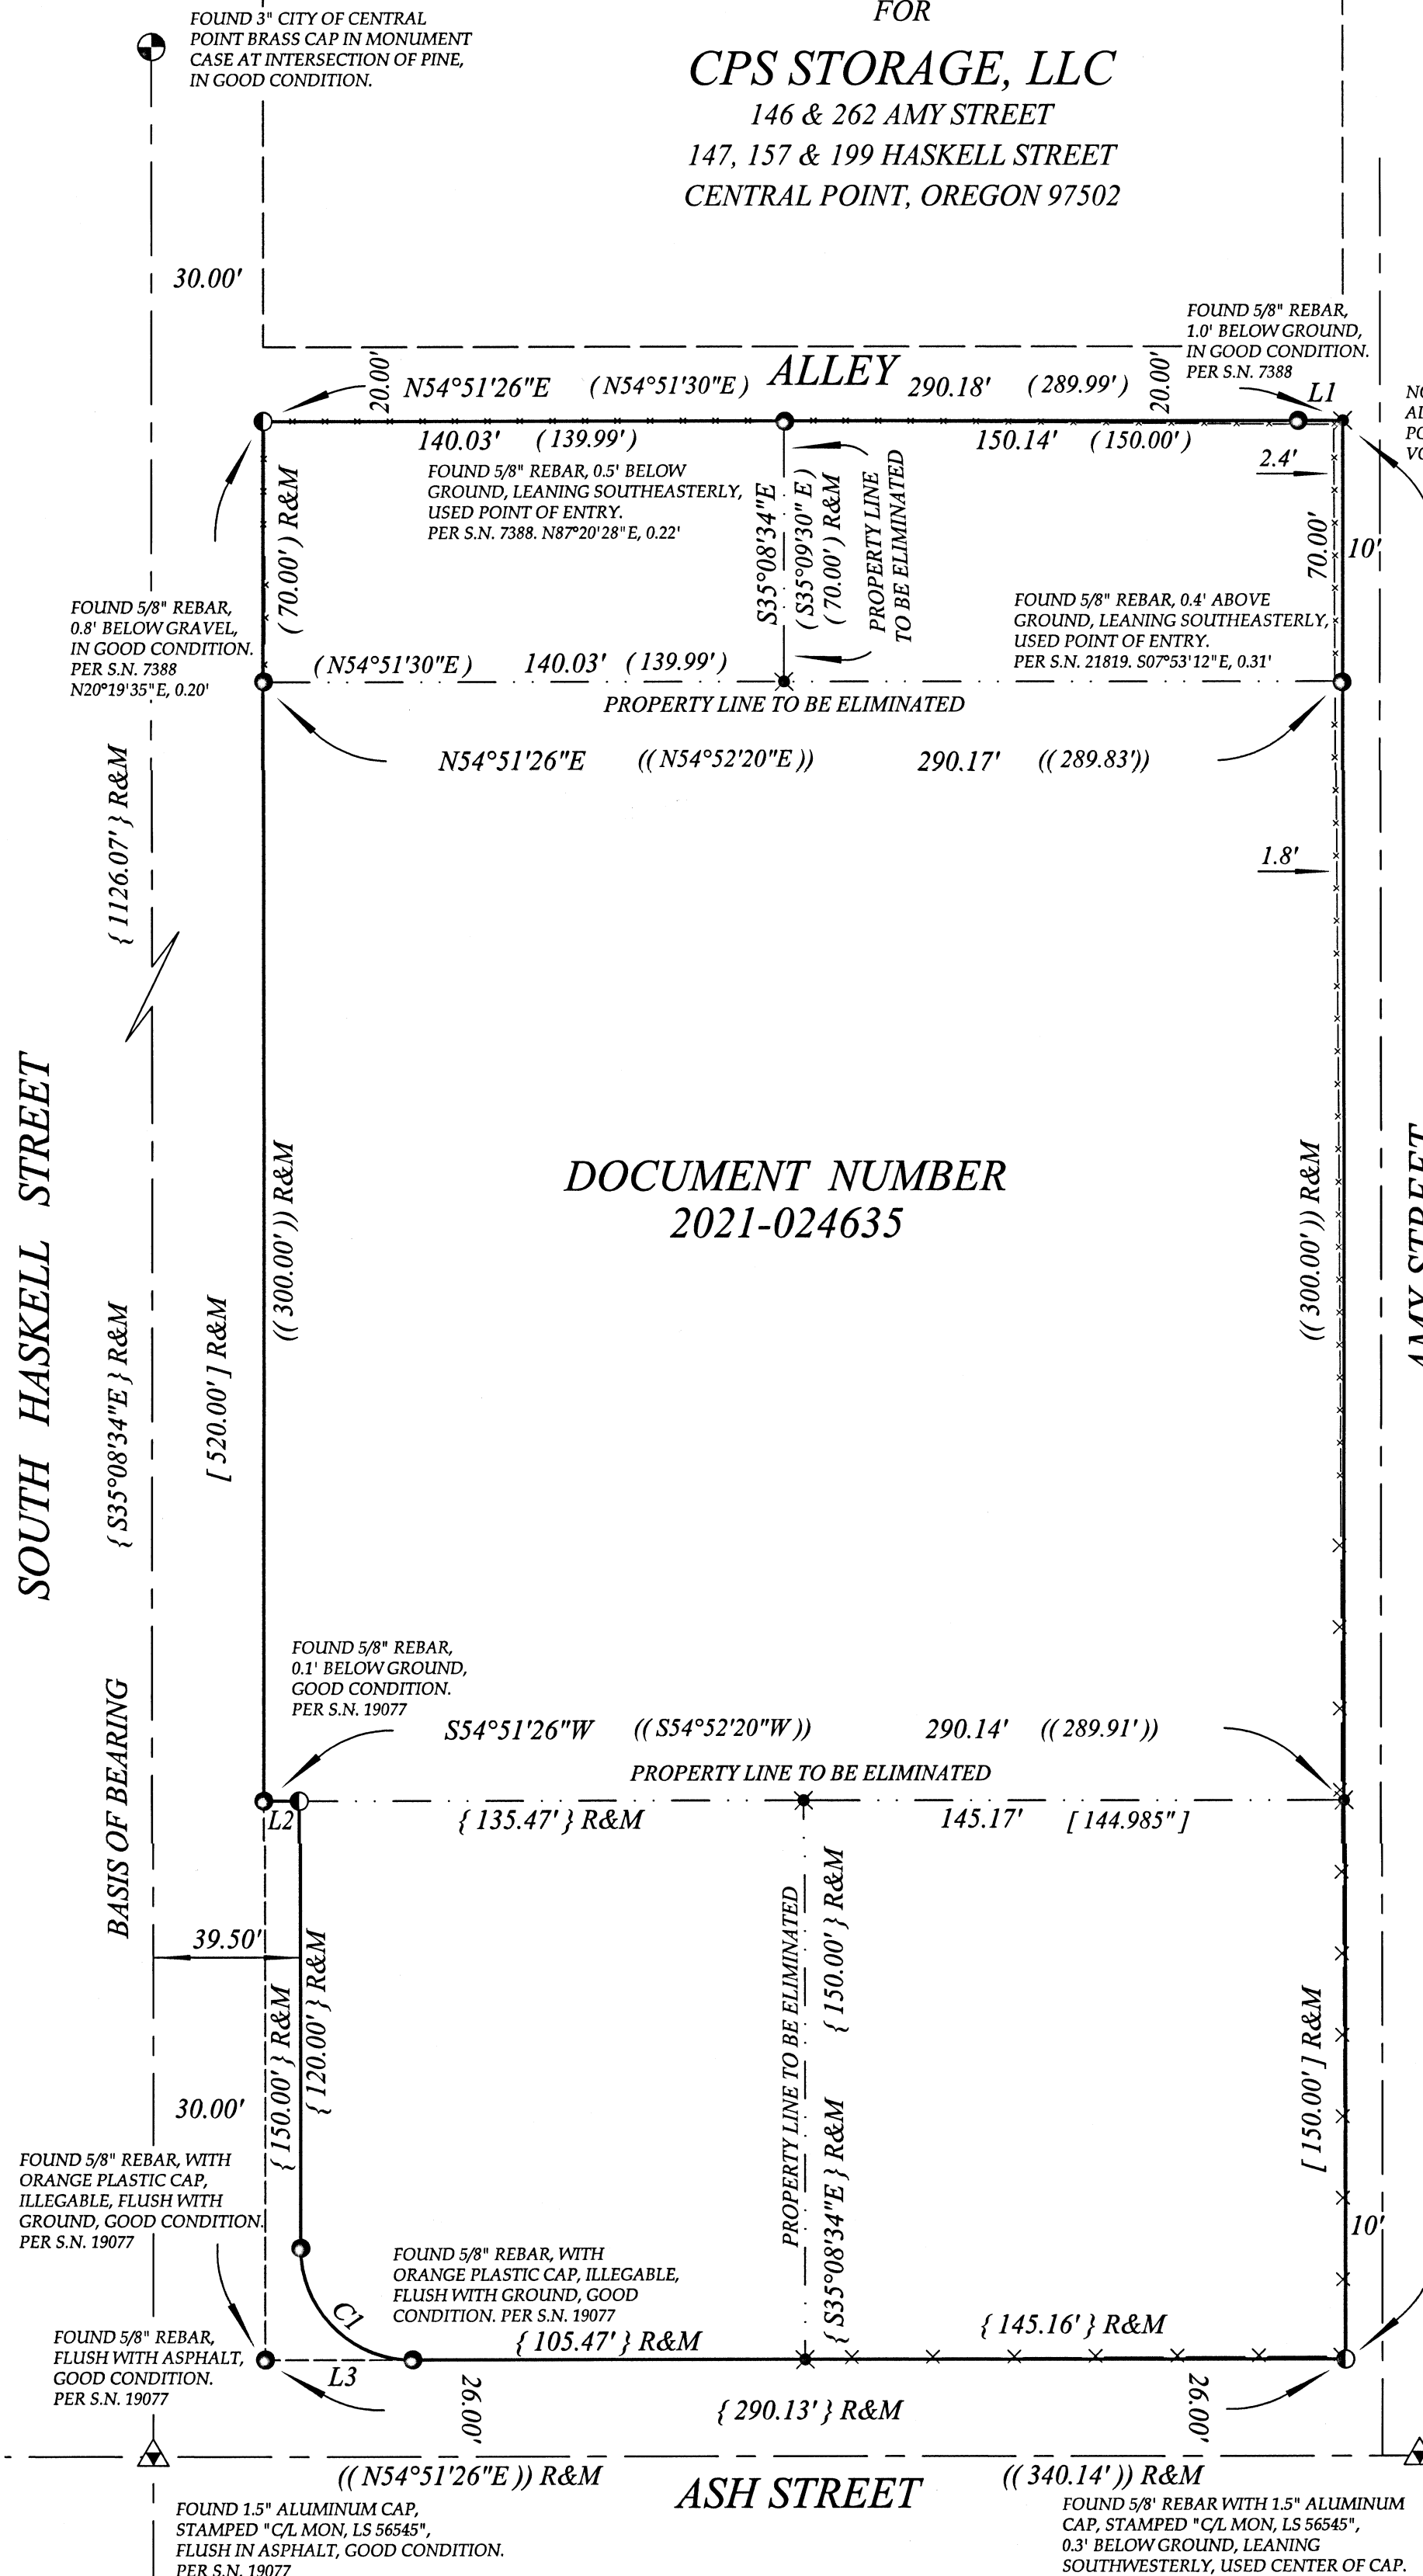 FOR
CPS STORAGE, LLC
146 & 262 AMY STREET
147, 157 & 199 HASKELL STREET
CENTRAL POINT, OREGON 97502
FOUND 3" CITY OF CENTRAL
POINT BRASS CAP IN MONUMENT
CASE AT INTERSECTION OF PINE,
IN GOOD CONDITION.
30.00'
FOUND 5/8" REBAR,
1.0' BELOW GROUND,
IN GOOD CONDITION.
PER S.N. 7388
ALLEY
20.00'
N54°51'26"E (N54°51'30"E)
290.18' (289.99')
20.00'
L1
140.03' (139.99')
150.14' (150.00')
2.4'
FOUND 5/8" REBAR, 0.5' BELOW
GROUND, LEANING SOUTHEASTERLY,
USED POINT OF ENTRY.
PER S.N. 7388. N87°20'28"E, 0.22'
(70.00') R&M
S35°08'34"E
(S35°09'30"E)
(70.00') R&M
PROPERTY LINE
TO BE ELIMINATED
70.00'
10'
FOUND 5/8" REBAR,
0.8' BELOW GRAVEL,
IN GOOD CONDITION.
PER S.N. 7388
N20°19'35"E, 0.20'
FOUND 5/8" REBAR, 0.4' ABOVE
GROUND, LEANING SOUTHEASTERLY,
USED POINT OF ENTRY.
PER S.N. 21819. S07°53'12"E, 0.31'
(N54°51'30"E) 140.03' (139.99')
PROPERTY LINE TO BE ELIMINATED
N54°51'26"E ((N54°52'20"E)) 290.17' ((289.83'))
{1126.07'} R&M
1.8'
SOUTH HASKELL STREET
((300.00')) R&M
DOCUMENT NUMBER
2021-024635
((300.00')) R&M
AMY STREET
{S35°08'34"E} R&M
[520.00'] R&M
BASIS OF BEARING
FOUND 5/8" REBAR,
0.1' BELOW GROUND,
GOOD CONDITION.
PER S.N. 19077
S54°51'26"W ((S54°52'20"W)) 290.14' ((289.91'))
PROPERTY LINE TO BE ELIMINATED
L2
{135.47'} R&M
145.17' [144.985"]
39.50'
{150.00'} R&M
{120.00'} R&M
PROPERTY LINE TO BE ELIMINATED
{150.00'} R&M
{S35°08'34"E} R&M
[150.00'] R&M
30.00'
10'
FOUND 5/8" REBAR, WITH
ORANGE PLASTIC CAP,
ILLEGABLE, FLUSH WITH
GROUND, GOOD CONDITION.
PER S.N. 19077
FOUND 5/8" REBAR, WITH
ORANGE PLASTIC CAP, ILLEGABLE,
FLUSH WITH GROUND, GOOD
CONDITION. PER S.N. 19077
C1
{105.47'} R&M
{145.16'} R&M
FOUND 5/8" REBAR,
FLUSH WITH ASPHALT,
GOOD CONDITION.
PER S.N. 19077
L3
26.00'
{290.13'} R&M
26.00'
((N54°51'26"E)) R&M
ASH STREET
((340.14')) R&M
FOUND 1.5" ALUMINUM CAP,
STAMPED "C/L MON, LS 56545",
FLUSH IN ASPHALT, GOOD CONDITION.
PER S.N. 19077
FOUND 5/8' REBAR WITH 1.5" ALUMINUM
CAP, STAMPED "C/L MON, LS 56545",
0.3' BELOW GROUND, LEANING
SOUTHWESTERLY, USED CENTER OF CAP.